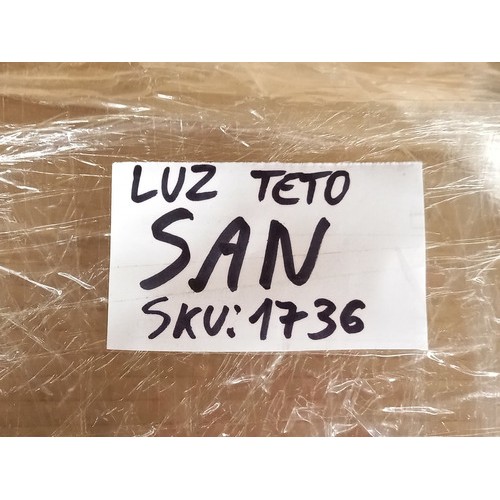 LUZ TETO
SAN
SKU: 1736